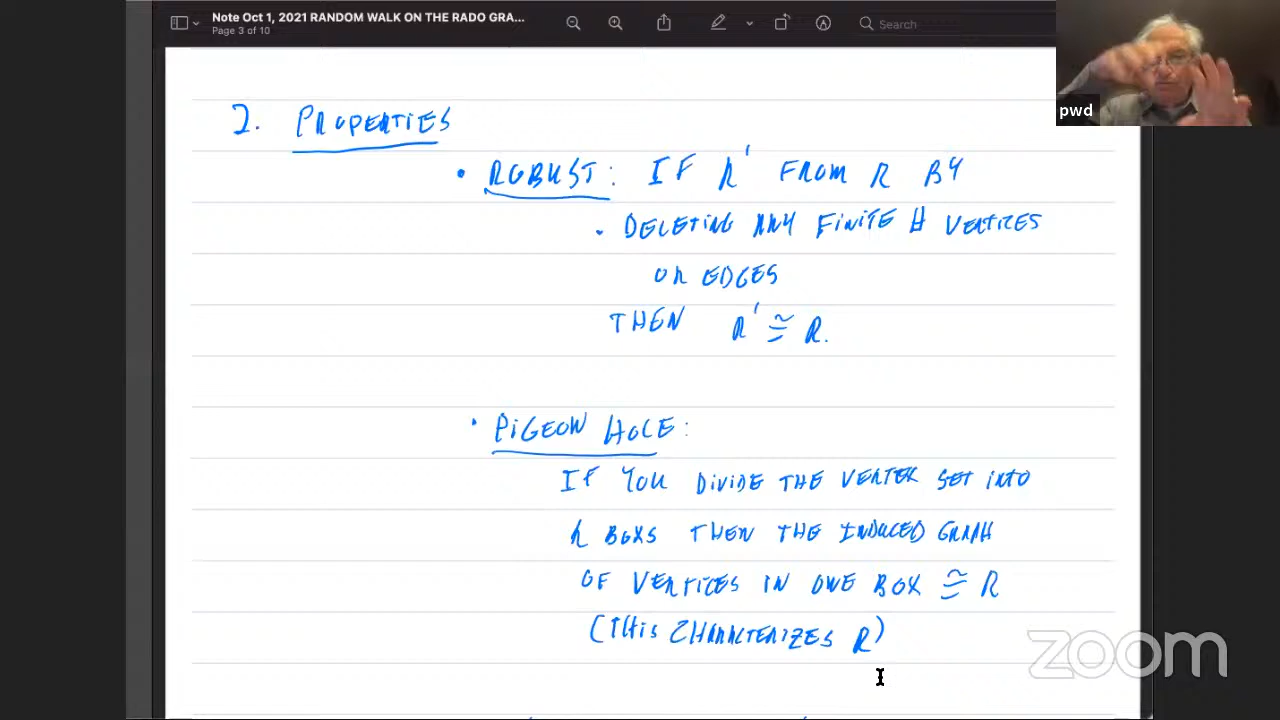 Note Oct 1, 2021 RANDOM WALK ON THE RADO GRA...
Page 3 of 10
Search
pwd
2. PROPERTIES
• ROBUST: IF R' FROM R BY
• DELETING ANY FINITE # VERTICES
OR EDGES
THEN R' ≅ R.
• PIGEON HOLE:
IF YOU DIVIDE THE VERTEX SET INTO
k BOXS THEN THE INDUCED GRAPH
OF VERTICES IN ONE BOX ≅ R
(THIS CHARACTERIZES R)
zoom